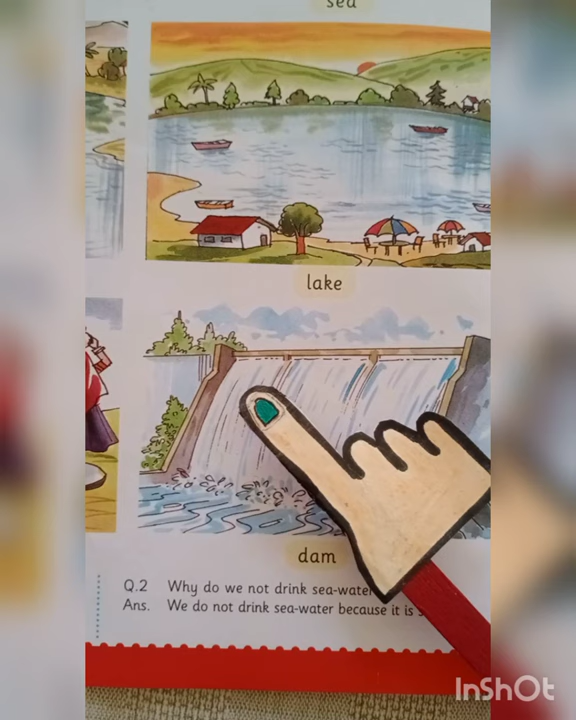 sea
lake
dam
Q.2 Why do we not drink sea-water
Ans. We do not drink sea-water because it is
InShOt